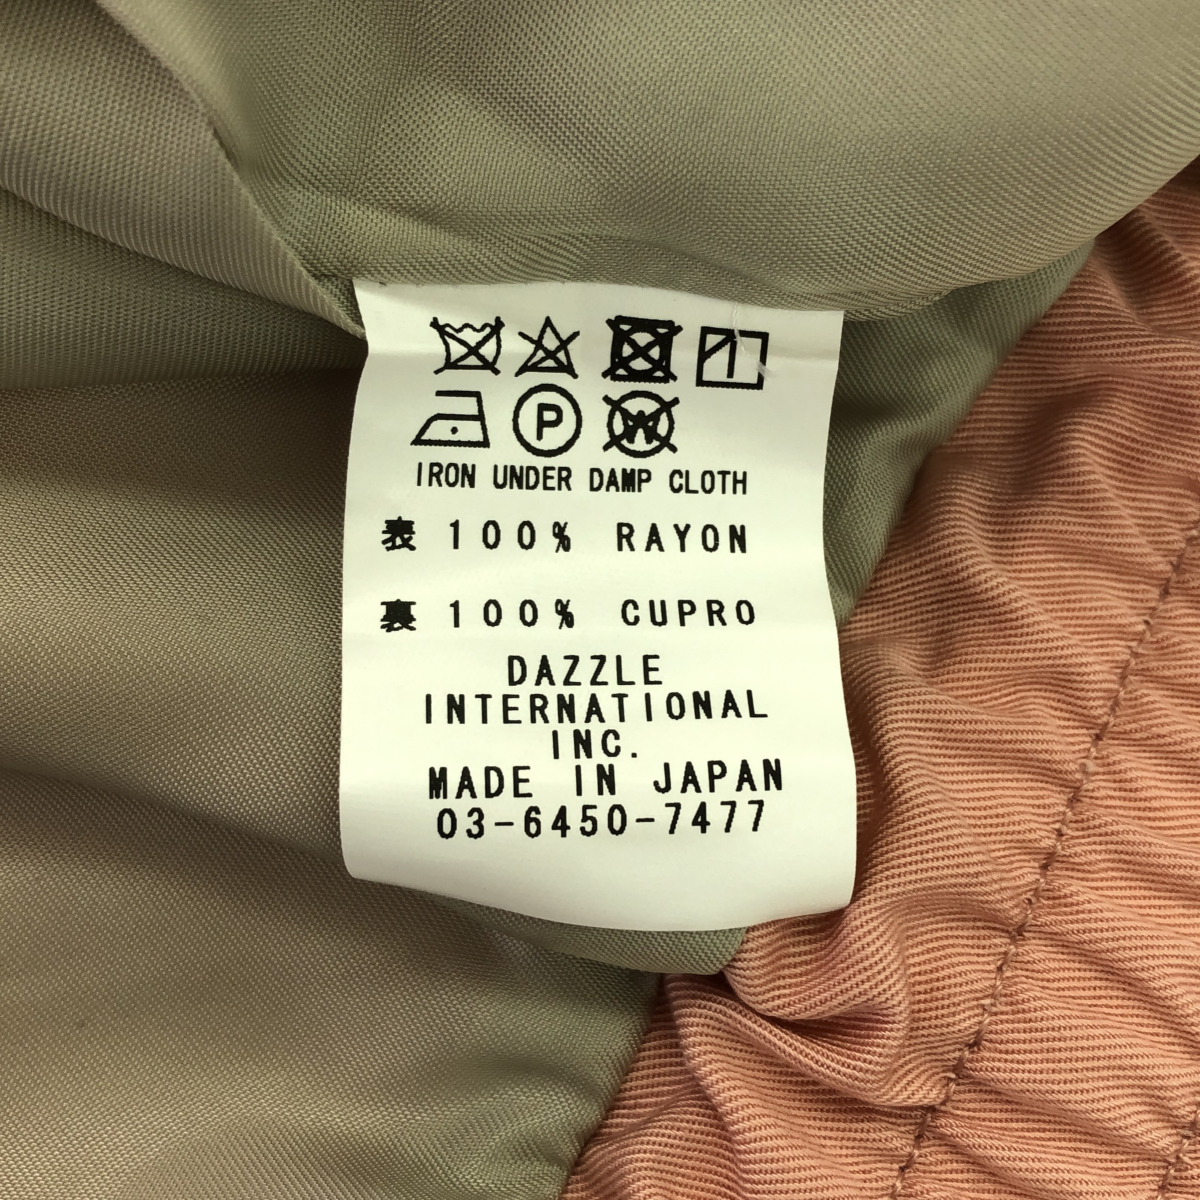 P W
IRON UNDER DAMP CLOTH
表 100% RAYON
裏 100% CUPRO
DAZZLE
INTERNATIONAL
INC.
MADE IN JAPAN
03-6450-7477